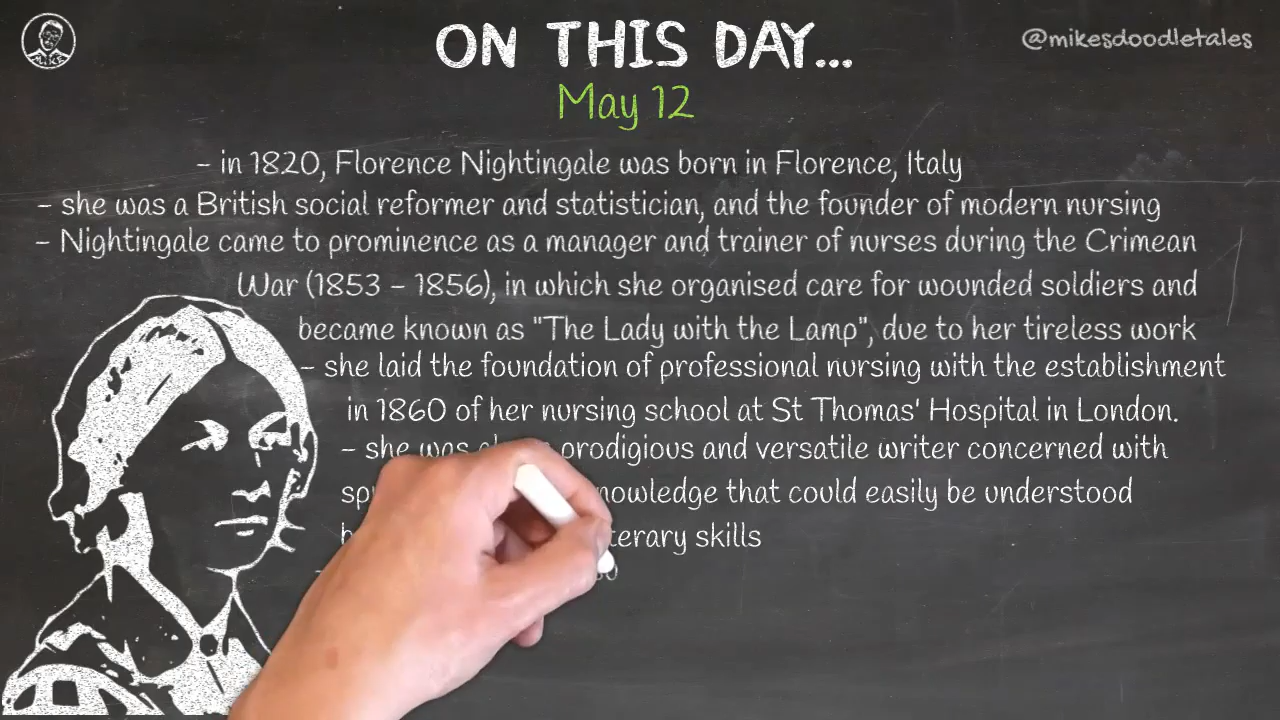 ON THIS DAY...
@mikesdoodletales
MIKE
May 12
- in 1820, Florence Nightingale was born in Florence, Italy
- she was a British social reformer and statistician, and the founder of modern nursing
- Nightingale came to prominence as a manager and trainer of nurses during the Crimean
War (1853 - 1856), in which she organised care for wounded soldiers and
became known as "The Lady with the Lamp", due to her tireless work
- she laid the foundation of professional nursing with the establishment
in 1860 of her nursing school at St Thomas' Hospital in London.
- she was prodigious and versatile writer concerned with
that could easily be understood
skills